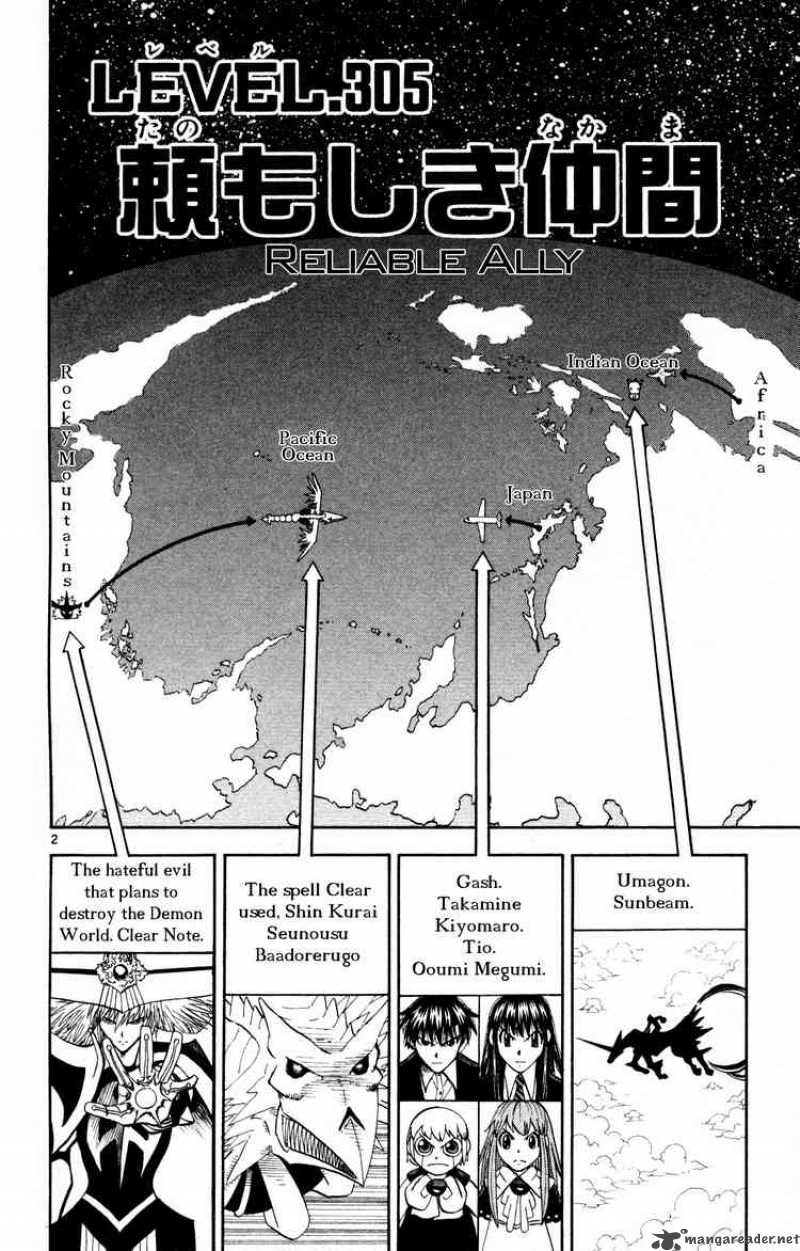 レベル
LEVEL.305
たの なかま
頼もしき仲間
RELIABLE ALLY
Indian Ocean
Rocky Mountains
Africa
Pacific
Ocean
Japan
2
The hateful evil
that plans to
destroy the Demon
World. Clear Note.
The spell Clear
used, Shin Kurai
Seunousu
Baadorerugo
Gash.
Takamine
Kiyomaro.
Tio.
Ooumi Megumi.
Umagon.
Sunbeam.
mangareader.net